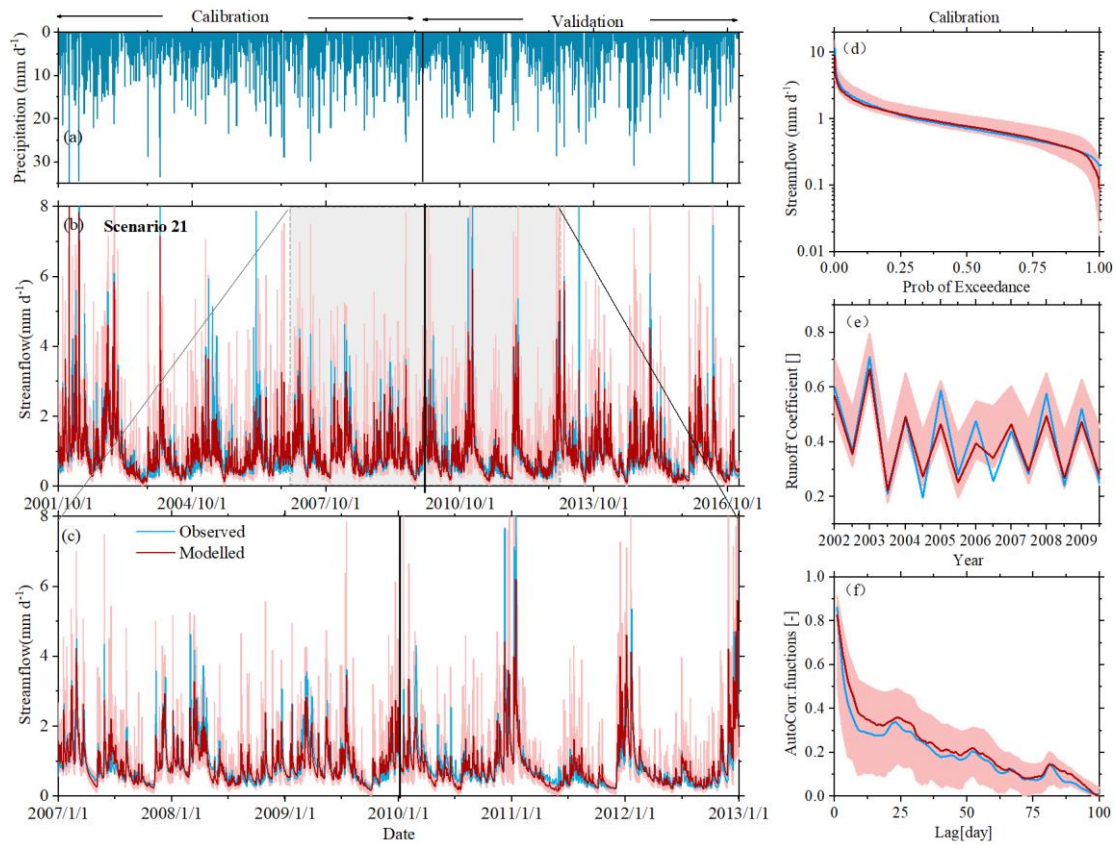 Calibration
Validation
0
10
20
30
Precipitation (mm d⁻¹)
(a)
8
6
4
2
0
Streamflow(mm d⁻¹)
(b)
Scenario 21
2001/10/1 2004/10/1 2007/10/1 2010/10/1 2013/10/1 2016/10/1
8
6
4
2
0
Streamflow(mm d⁻¹)
(c)
Observed
Modelled
2007/1/1 2008/1/1 2009/1/1 2010/1/1 2011/1/1 2012/1/1 2013/1/1
Date
Calibration
(d)
10
1
0.1
0.01
Streamflow (mm d⁻¹)
0.00 0.25 0.50 0.75 1.00
Prob of Exceedance
(e)
0.8
0.6
0.4
0.2
Runoff Coefficient []
2002 2003 2004 2005 2006 2007 2008 2009
Year
(f)
1.0
0.8
0.6
0.4
0.2
0.0
AutoCorr.functions [-]
0 25 50 75 100
Lag[day]